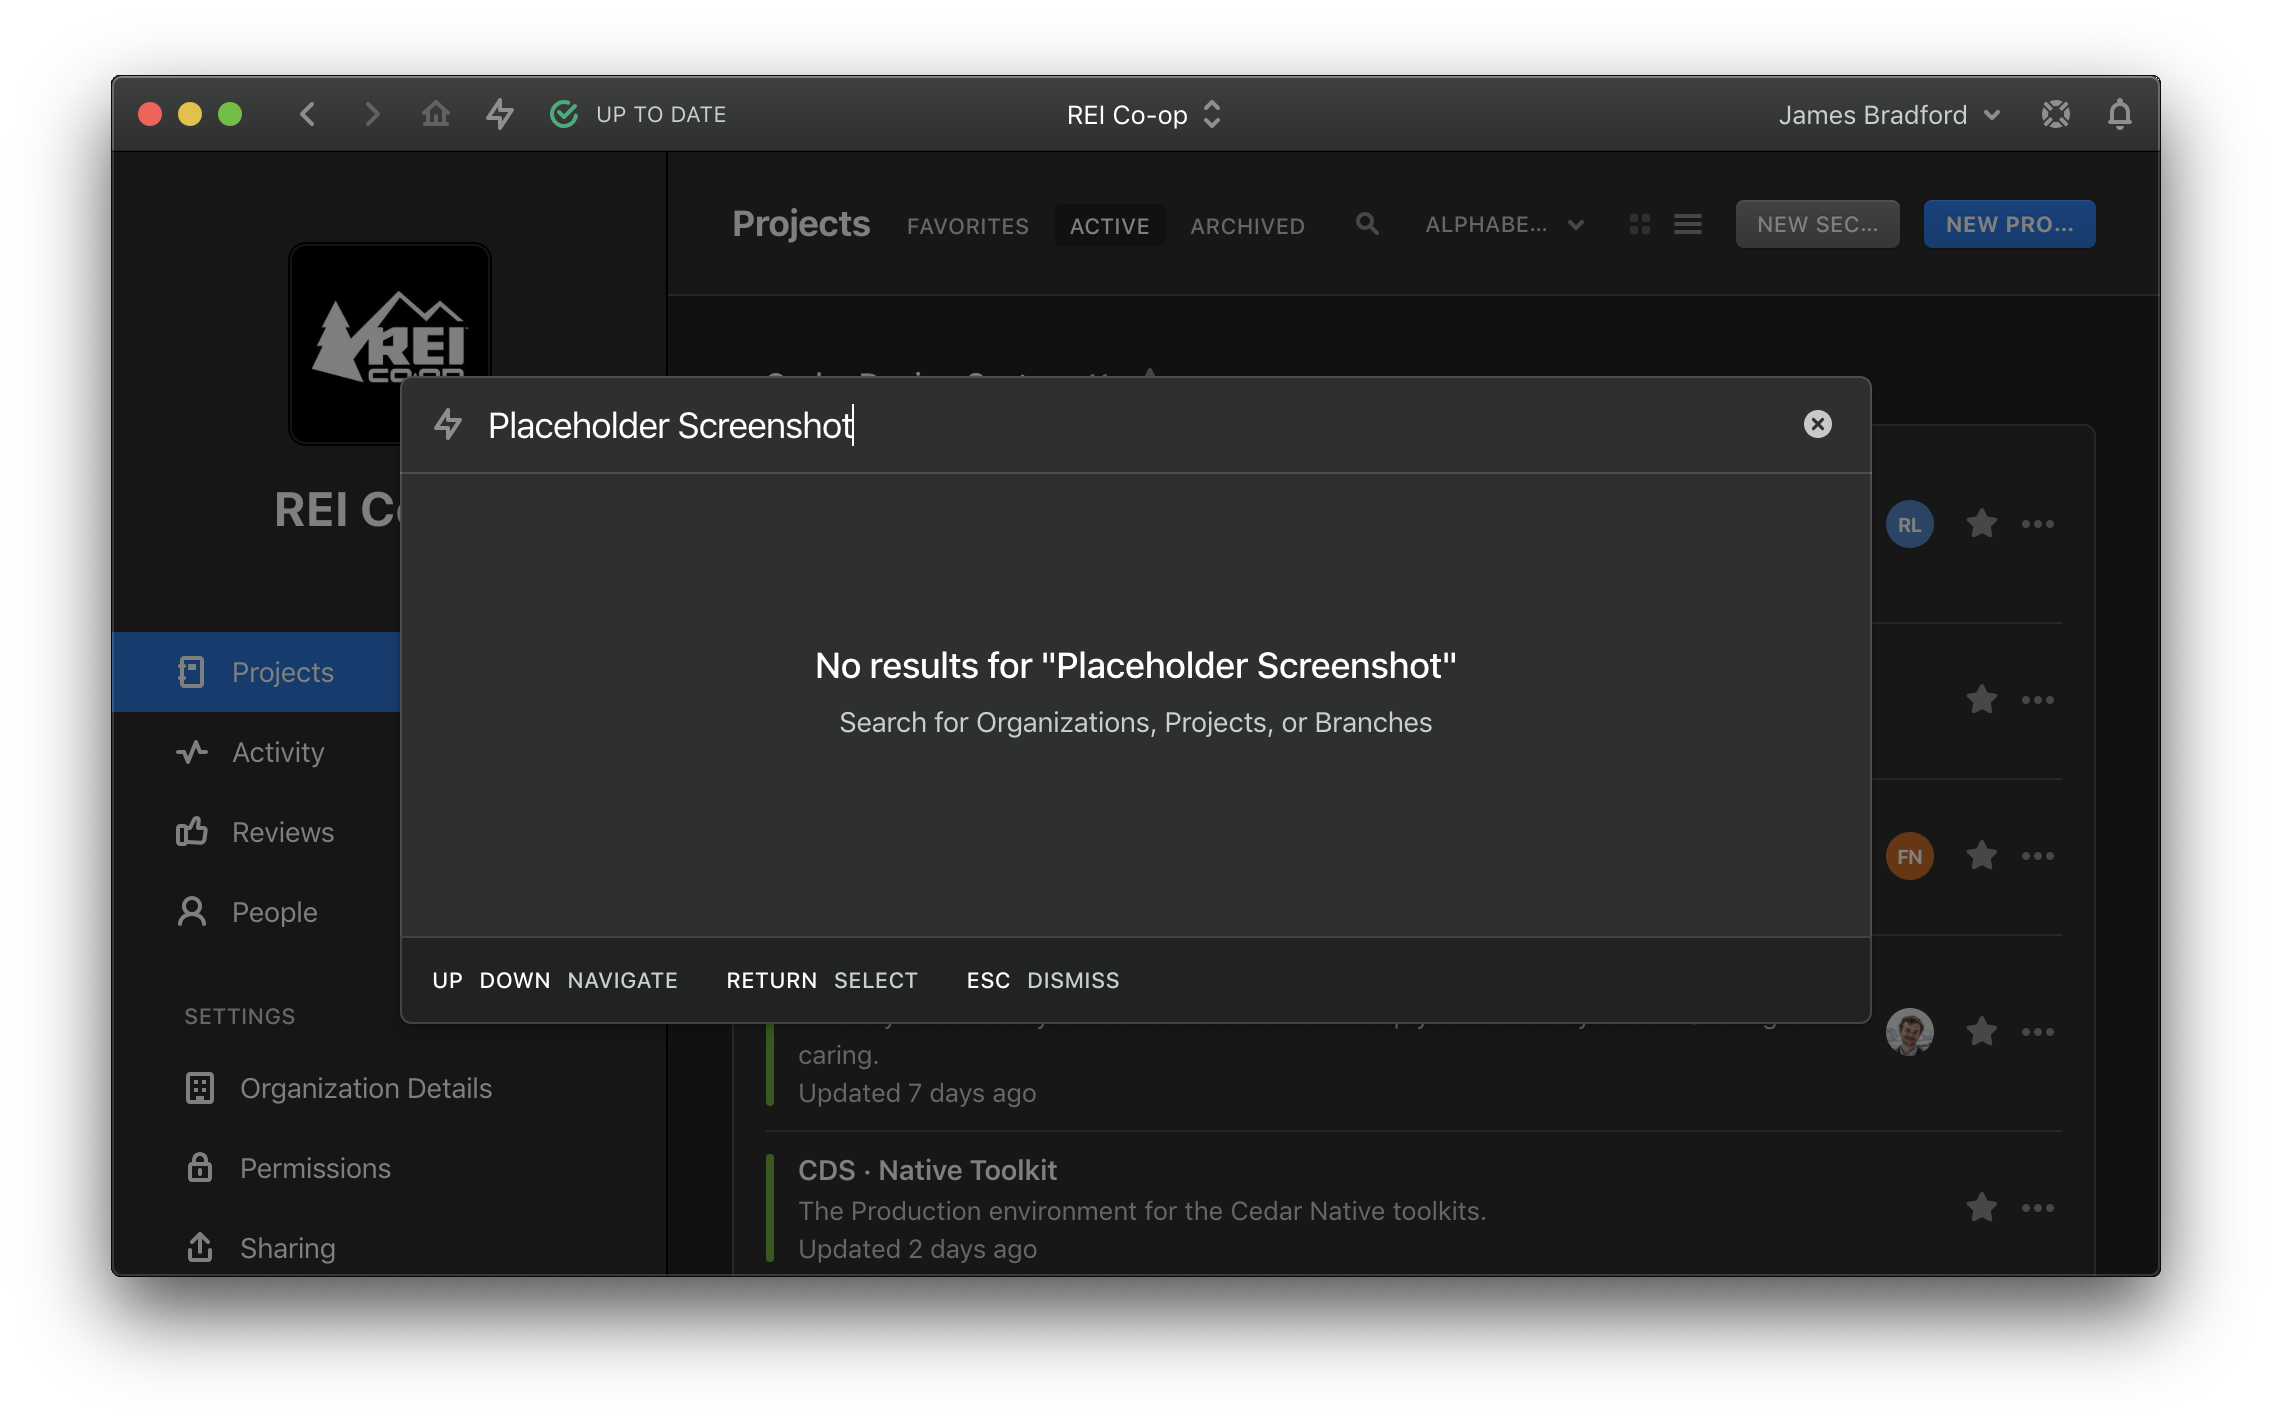 UP TO DATE
REI Co-op
James Bradford
Projects
FAVORITES
ACTIVE
ARCHIVED
ALPHABE...
NEW SEC...
NEW PRO...
REI
CO·OP
REI Co
Placeholder Screenshot
No results for "Placeholder Screenshot"
Search for Organizations, Projects, or Branches
UP DOWN NAVIGATE RETURN SELECT ESC DISMISS
Projects
Activity
Reviews
People
SETTINGS
Organization Details
Permissions
Sharing
RL
FN
caring.
Updated 7 days ago
CDS · Native Toolkit
The Production environment for the Cedar Native toolkits.
Updated 2 days ago